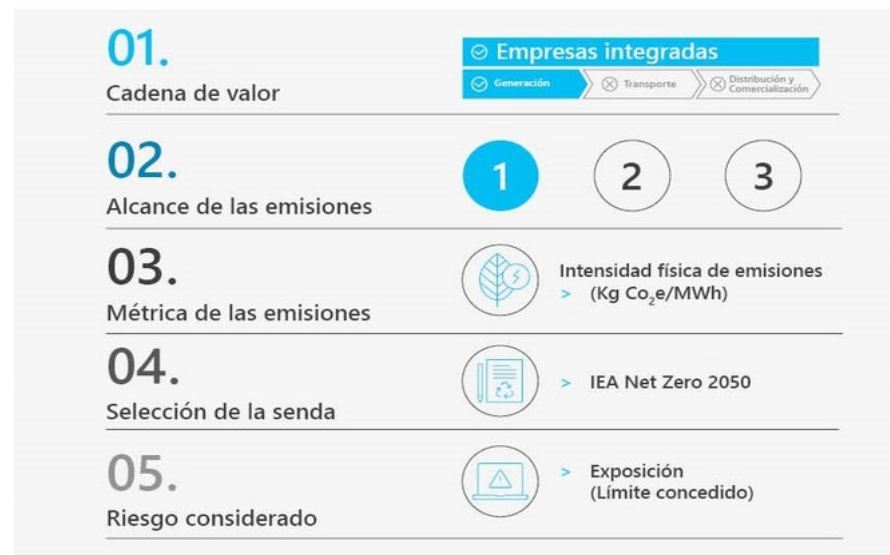 01.
Cadena de valor
Empresas integradas
Generación
Transporte
Distribución y
Comercialización
02.
Alcance de las emisiones
1
2
3
03.
Métrica de las emisiones
Intensidad física de emisiones
> (Kg Co₂e/MWh)
04.
Selección de la senda
> IEA Net Zero 2050
05.
Riesgo considerado
> Exposición
(Límite concedido)